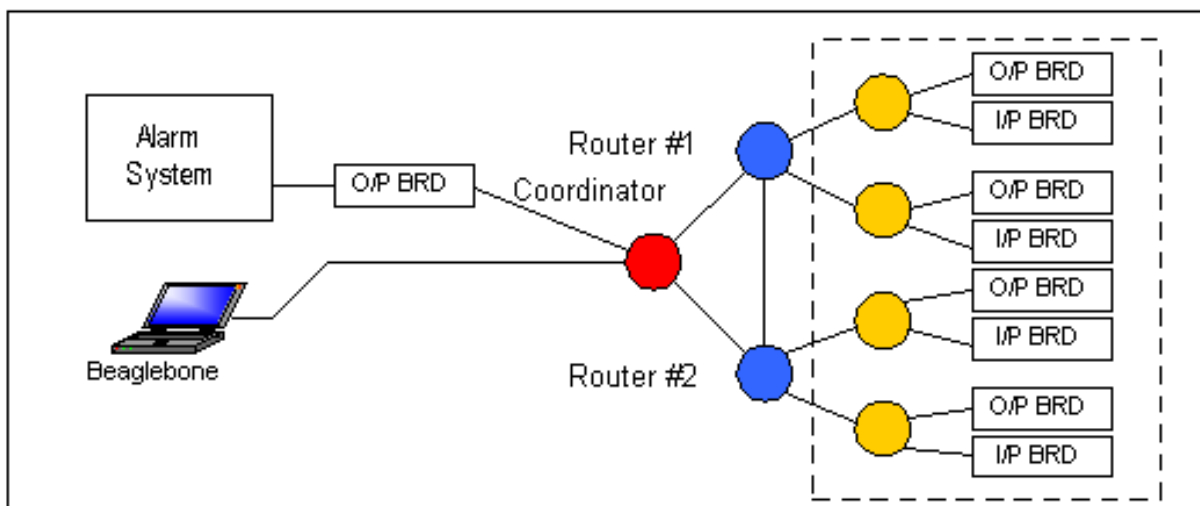 Alarm
System
O/P BRD
Coordinator
Beaglebone
Router #1
Router #2
O/P BRD
I/P BRD
O/P BRD
I/P BRD
O/P BRD
I/P BRD
O/P BRD
I/P BRD